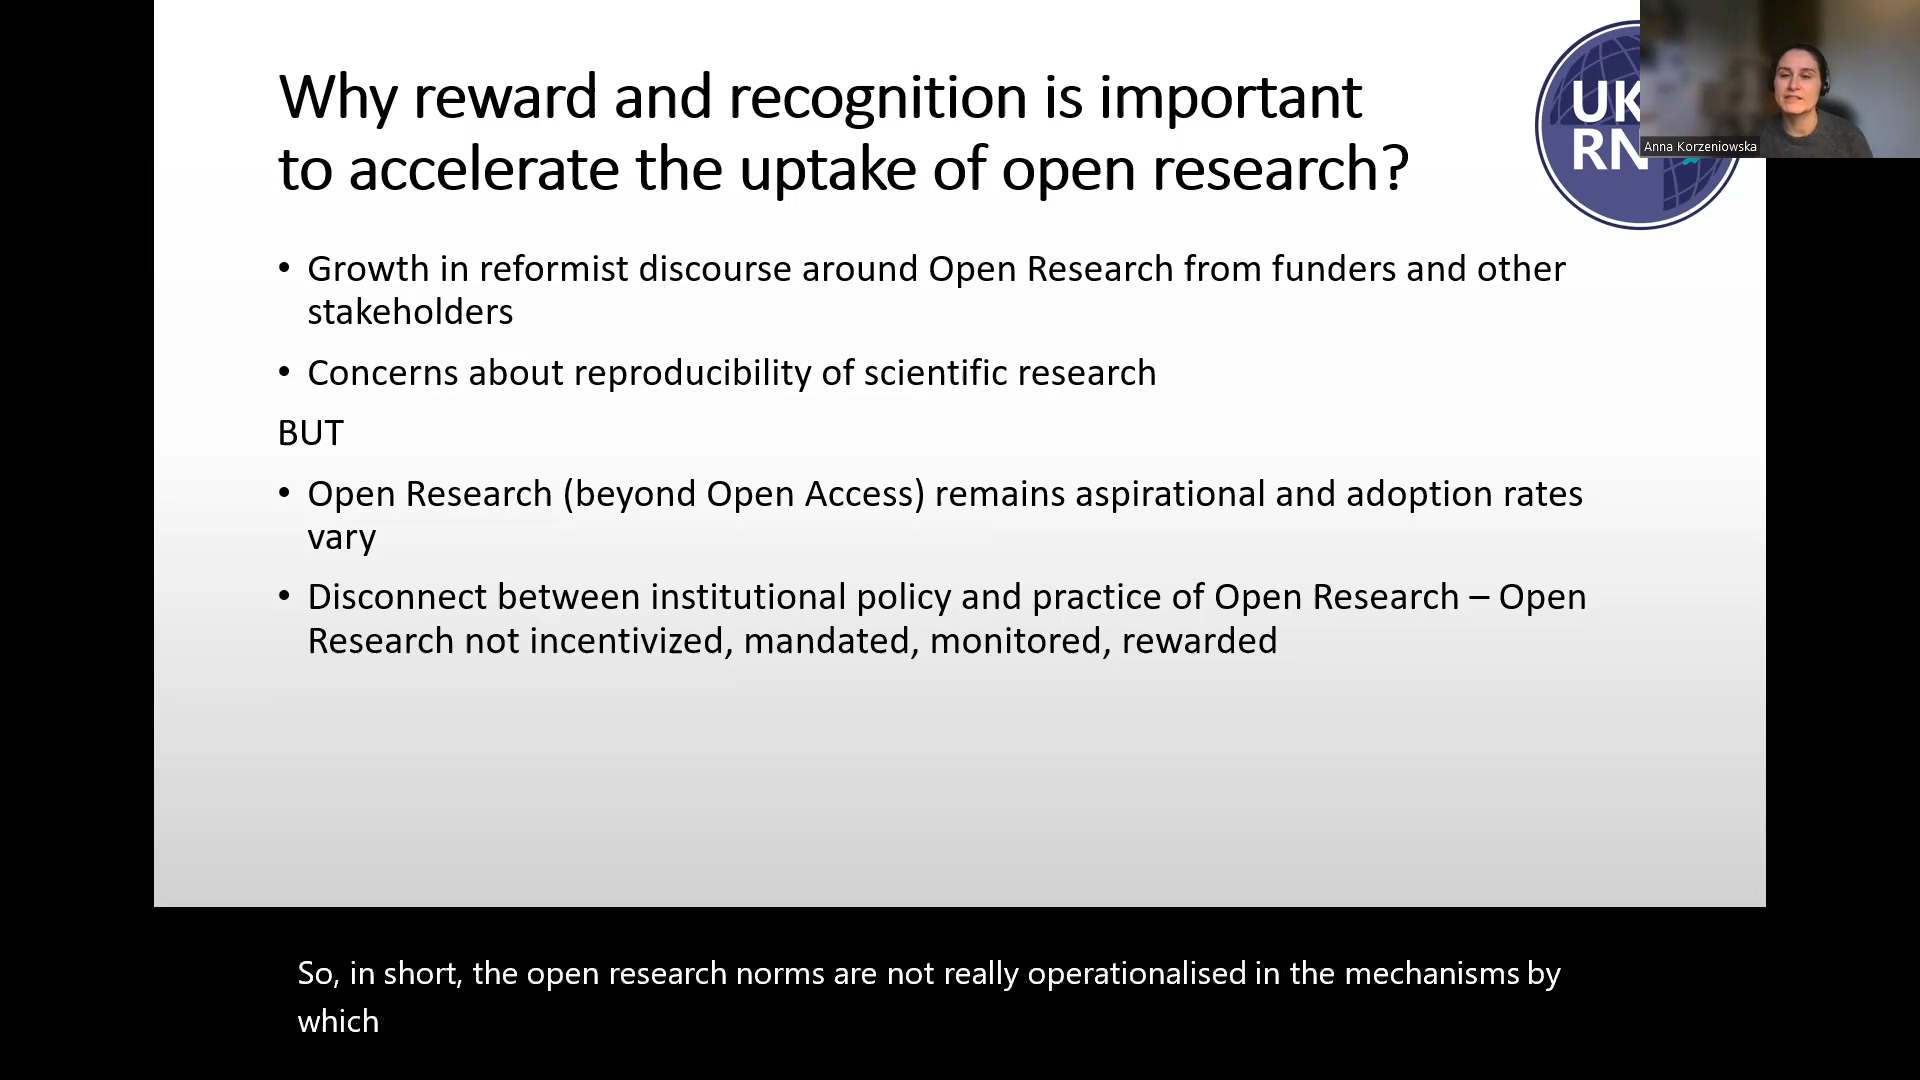 Why reward and recognition is important
to accelerate the uptake of open research?
UK
RN
Anna Korzeniowska
• Growth in reformist discourse around Open Research from funders and other
stakeholders
• Concerns about reproducibility of scientific research
BUT
• Open Research (beyond Open Access) remains aspirational and adoption rates
vary
• Disconnect between institutional policy and practice of Open Research – Open
Research not incentivized, mandated, monitored, rewarded
So, in short, the open research norms are not really operationalised in the mechanisms by
which